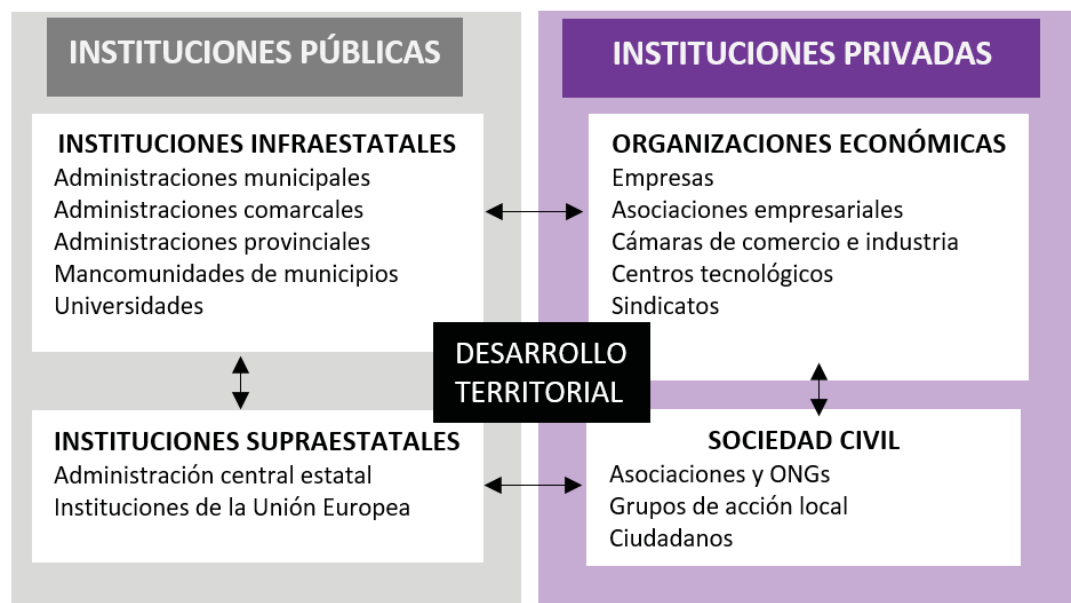 INSTITUCIONES PÚBLICAS
INSTITUCIONES INFRAESTATALES
Administraciones municipales
Administraciones comarcales
Administraciones provinciales
Mancomunidades de municipios
Universidades
INSTITUCIONES SUPRAESTATALES
Administración central estatal
Instituciones de la Unión Europea
DESARROLLO
TERRITORIAL
INSTITUCIONES PRIVADAS
ORGANIZACIONES ECONÓMICAS
Empresas
Asociaciones empresariales
Cámaras de comercio e industria
Centros tecnológicos
Sindicatos
SOCIEDAD CIVIL
Asociaciones y ONGs
Grupos de acción local
Ciudadanos